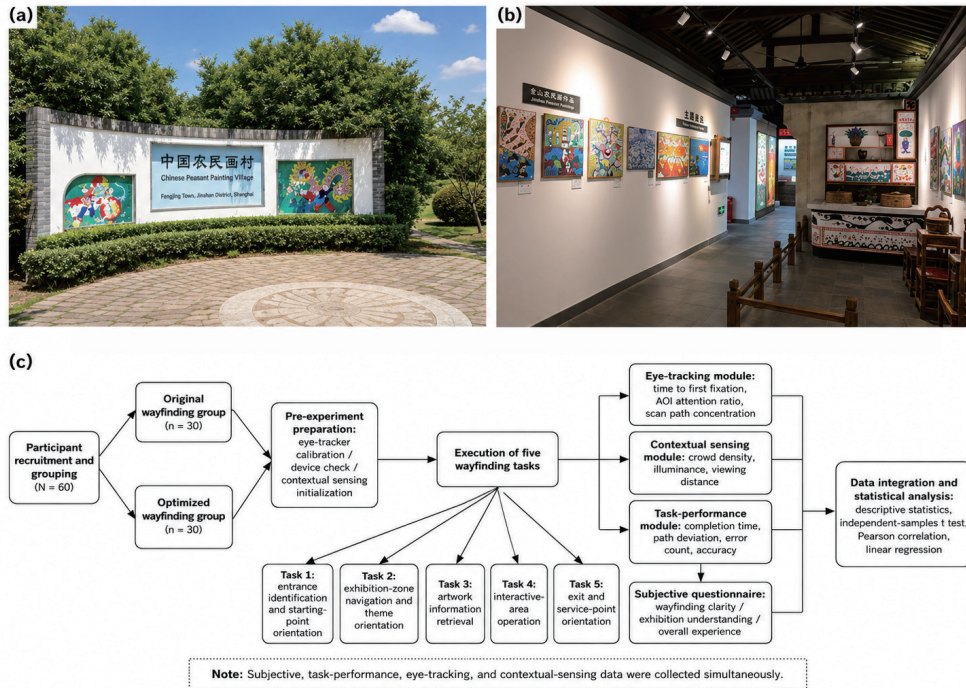 (a)
中国农民画村
Chinese Peasant Painting Village
Fengjing Town, Jinshan District, Shanghai
(b)
金山农民画作品
Jinshan Peasant Paintings
主题展区
(c)
Participant
recruitment and
grouping
(N = 60)
Original
wayfinding group
(n = 30)
Optimized
wayfinding group
(n = 30)
Pre-experiment
preparation:
eye-tracker
calibration /
device check /
contextual sensing
initialization
Execution of five
wayfinding tasks
Task 1:
entrance
identification
and starting-
point orientation
Task 2:
exhibition-zone
navigation and
theme
orientation
Task 3:
artwork
information
retrieval
Task 4:
interactive-
area
operation
Task 5:
exit and
service-point
orientation
Eye-tracking module:
time to first fixation,
AOI attention ratio,
scan path concentration
Contextual sensing
module: crowd density,
illuminance, viewing
distance
Task-performance
module: completion time,
path deviation, error
count, accuracy
Subjective questionnaire:
wayfinding clarity /
exhibition understanding /
overall experience
Data integration and
statistical analysis:
descriptive statistics,
independent-samples t test,
Pearson correlation,
linear regression
Note: Subjective, task-performance, eye-tracking, and contextual-sensing data were collected simultaneously.